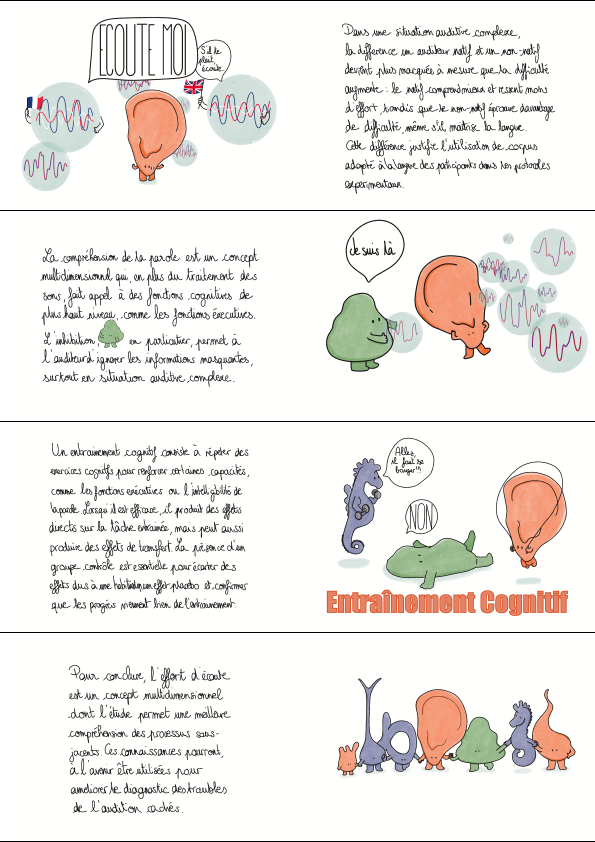 ECOUTE MOI
S'il te
plait,
écoute
Dans une situation auditive complexe,
la différence un auditeur natif et un non-natif
devient plus marquée à mesure que la difficulté
augmente : le natif comprend mieux et ressent moins
d'effort, tandis que le non-natif éprouve davantage
de difficulté, même s'il maîtrise la langue.
Cette différence justifie l'utilisation de corpus
adapté à la langue des participants dans les protocoles
expérimentaux.
La compréhension de la parole est un concept
multidimensionnel qui, en plus du traitement des
sons, fait appel à des fonctions cognitives de
plus haut niveau, comme les fonctions éxécutives.
L'inhibition en particulier, permet à
l'auditeur d'ignorer les informations masquantes,
surtout en situation auditive complexe.
Je suis là
Un entrainement cognitif consiste à répéter des
exercices cognitifs pour renforcer certaines capacités,
comme les fonctions exécutives ou l'intelligibilité de
la parole. Lorsqu'il est efficace, il produit des effets
directs sur la tâche entrainée, mais peut aussi
produire des effets de transfert. La présence d'un
groupe contrôle est essentielle pour écarter des
effets dus à une habituation, un effet placebo et confirmer
que les progrès viennent bien de l'entrainement.
Allez,
il faut se
bouger !!
NON
Entraînement Cognitif
Pour conclure, l'effort d'écoute
est un concept multidimensionnel
dont l'étude permet une meilleure
compréhension des processus sous-
jacents. Ces connaissances pourront,
à l'avenir être utilisées pour
améliorer le diagnostic des troubles
de l'audition cachés.